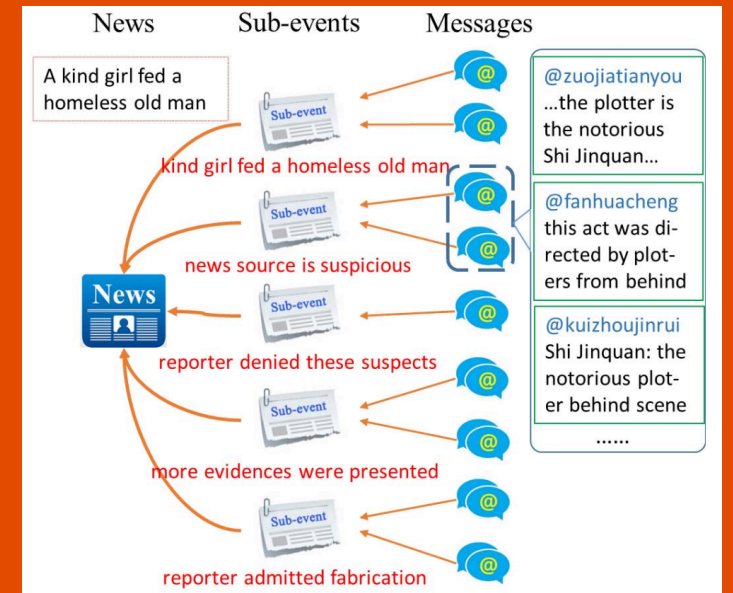 News
Sub-events
Messages
A kind girl fed a
homeless old man
Sub-event
@
@
kind girl fed a homeless old man
Sub-event
@
@
news source is suspicious
News
Sub-event
@
reporter denied these suspects
Sub-event
@
@
more evidences were presented
Sub-event
@
@
reporter admitted fabrication
@zuojiatianyou
...the plotter is
the notorious
Shi Jinquan...
@fanhuacheng
this act was di-
rected by plot-
ers from behind
@kuizhoujinrui
Shi Jinquan: the
notorious plot-
er behind scene
......